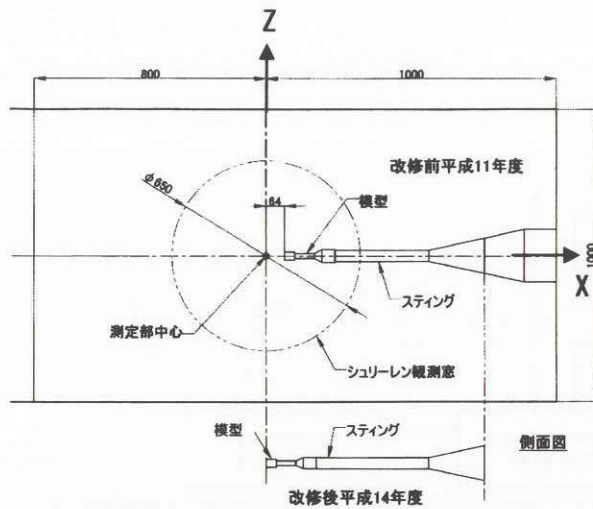 Z
800
1000
改修前平成11年度
φ650
64
模型
1000
X
スティング
測定部中心
シュリーレン観測窓
模型
スティング
側面図
改修後平成14年度